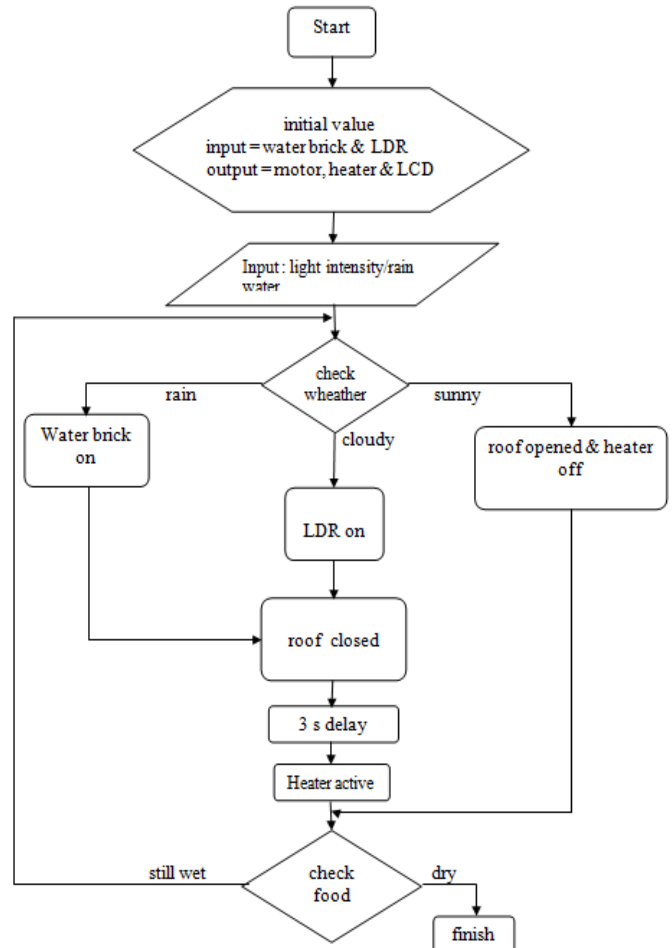 Start
initial value
input = water brick & LDR
output = motor, heater & LCD
Input : light intensity/rain
water
check
wheather
rain
sunny
cloudy
Water brick
on
roof opened & heater
off
LDR on
roof closed
3 s delay
Heater active
still wet
check
food
dry
finish